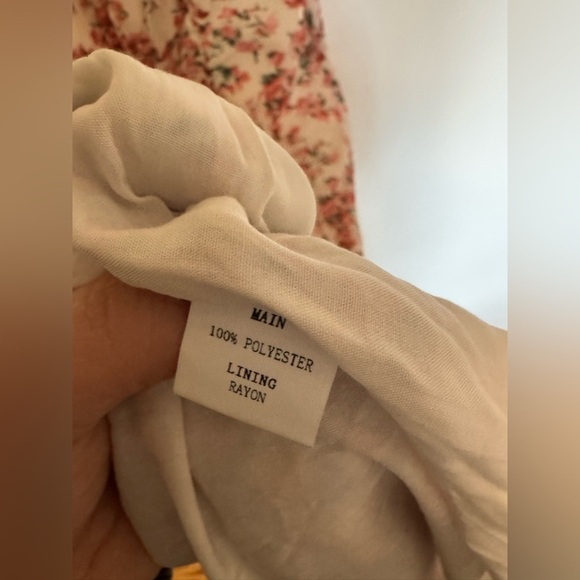 MAIN
100% POLYESTER
LINING
RAYON